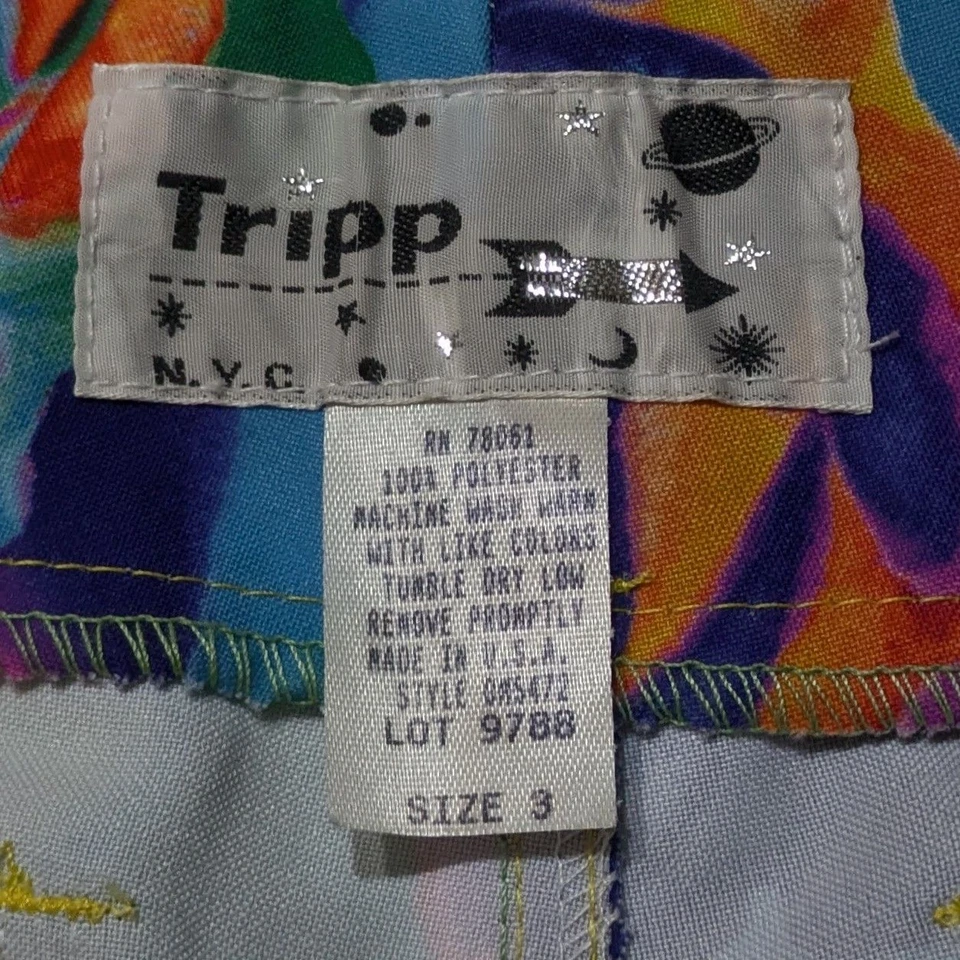 Tripp
N.Y.C.
RN 78061
100% POLYESTER
MACHINE WASH WARM
WITH LIKE COLORS
TUMBLE DRY LOW
REMOVE PROMPTLY
MADE IN U.S.A.
STYLE
LOT 9788
SIZE 3